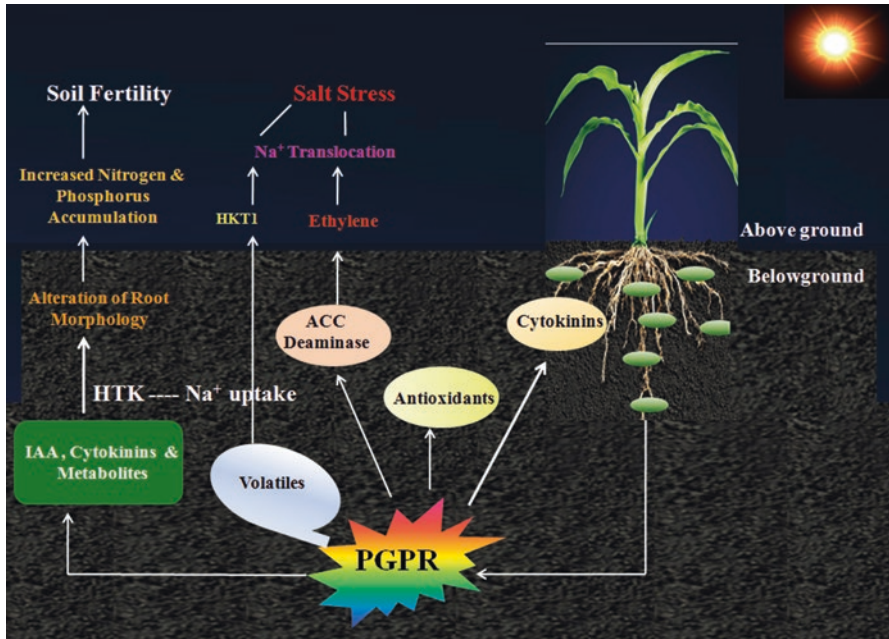 Soil Fertility
Salt Stress
Na⁺ Translocation
Increased Nitrogen &
Phosphorus
Accumulation
HKT1
Ethylene
Above ground
Belowground
Alteration of Root
Morphology
ACC
Deaminase
Cytokinins
HTK ---- Na⁺ uptake
Antioxidants
IAA, Cytokinins &
Metabolites
Volatiles
PGPR